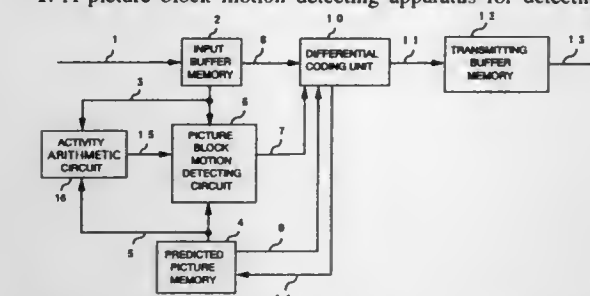 1. A picture block motion detecting apparatus for detecting
1
2
INPUT
BUFFER
MEMORY
8
10
DIFFERENTIAL
CODING UNIT
11
12
TRANSMITTING
BUFFER
MEMORY
13
3
ACTIVITY
ARITHMETIC
CIRCUIT
16
15
6
PICTURE
BLOCK
MOTION
DETECTING
CIRCUIT
7
5
4
PREDICTED
PICTURE
MEMORY
9